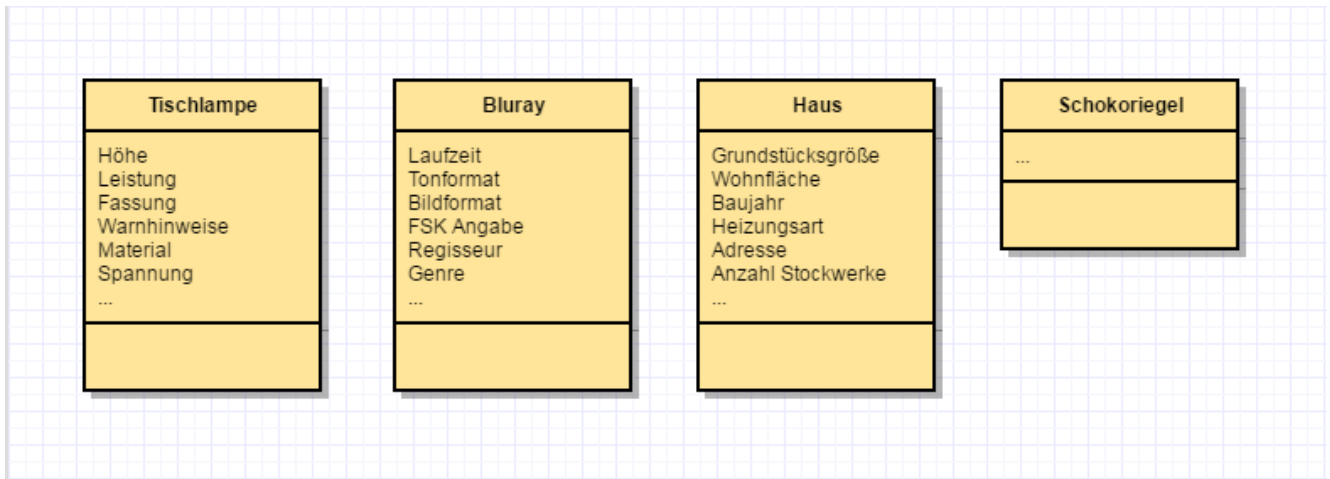 Tischlampe
Höhe
Leistung
Fassung
Warnhinweise
Material
Spannung
...
Bluray
Laufzeit
Tonformat
Bildformat
FSK Angabe
Regisseur
Genre
...
Haus
Grundstücksgröße
Wohnfläche
Baujahr
Heizungsart
Adresse
Anzahl Stockwerke
...
Schokoriegel
...